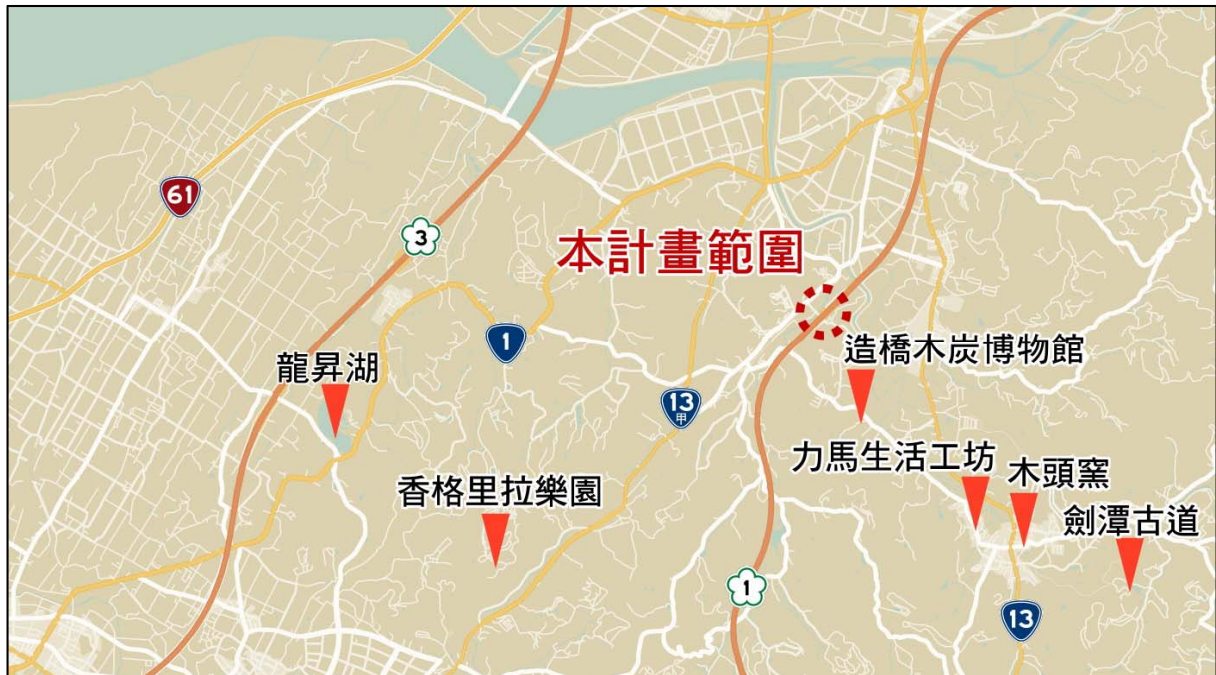 61
3
本計畫範圍
1
造橋木炭博物館
龍昇湖
13
甲
力馬生活工坊
木頭窯
香格里拉樂園
劍潭古道
1
13